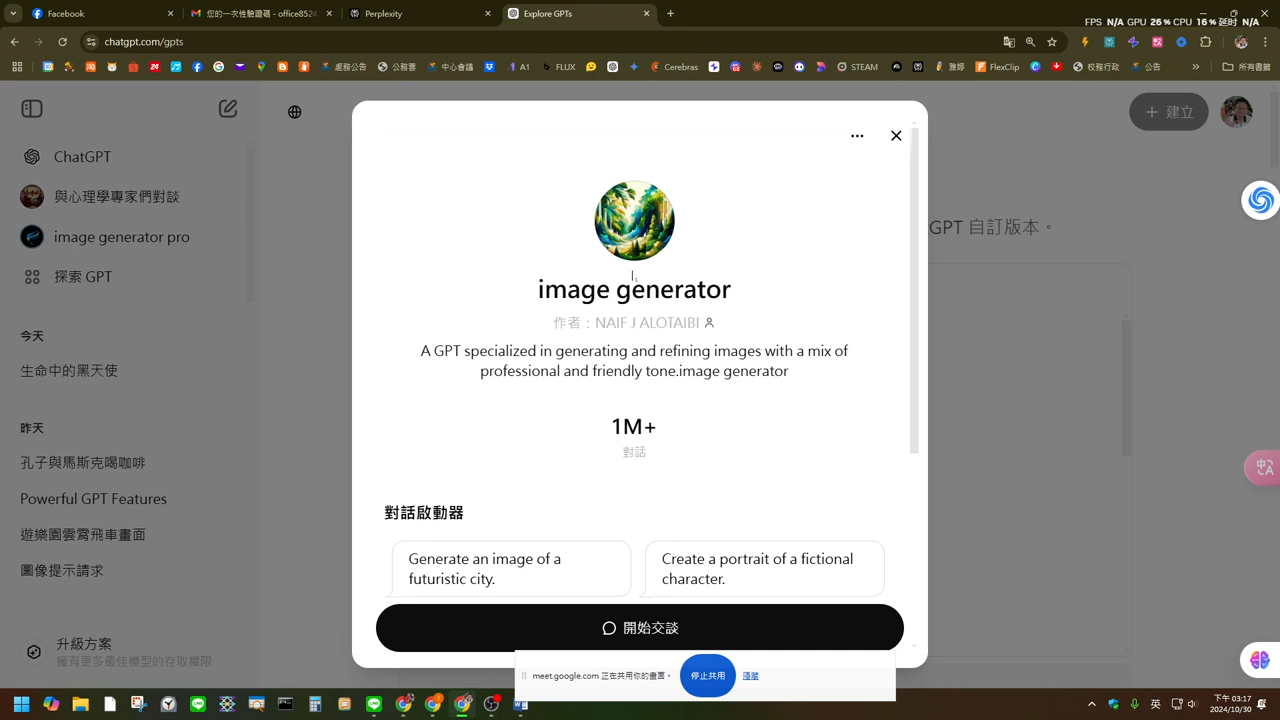 Facebook
您的一次性驗證碼 - office852
Perplexity
Explore GPTs
FPS N/A GPU 26 % CPU 16 % 延時 N/A
chatgpt.com/gpts
處務公告
公務雲
中心會議
A1
FLUX
Cerebras
STEAM
雅婷
FlexClip
校務行政
公告
所有書籤
ChatGPT
與心理學專家們對談
image generator pro
探索 GPT
今天
生命中的黑天使
昨天
孔子與馬斯克喝咖啡
Powerful GPT Features
遊樂園雲霄飛車畫面
圖像提示請求
升級方案
擁有更多最佳模型的存取權限
建立
GPT 自訂版本。
image generator
作者：NAIF J ALOTAIBI
A GPT specialized in generating and refining images with a mix of
professional and friendly tone.image generator
1M+
對話
對話啟動器
Generate an image of a
futuristic city.
Create a portrait of a fictional
character.
開始交談
meet.google.com 正在共用你的畫面。
停止共用
隱藏
下午 03:17